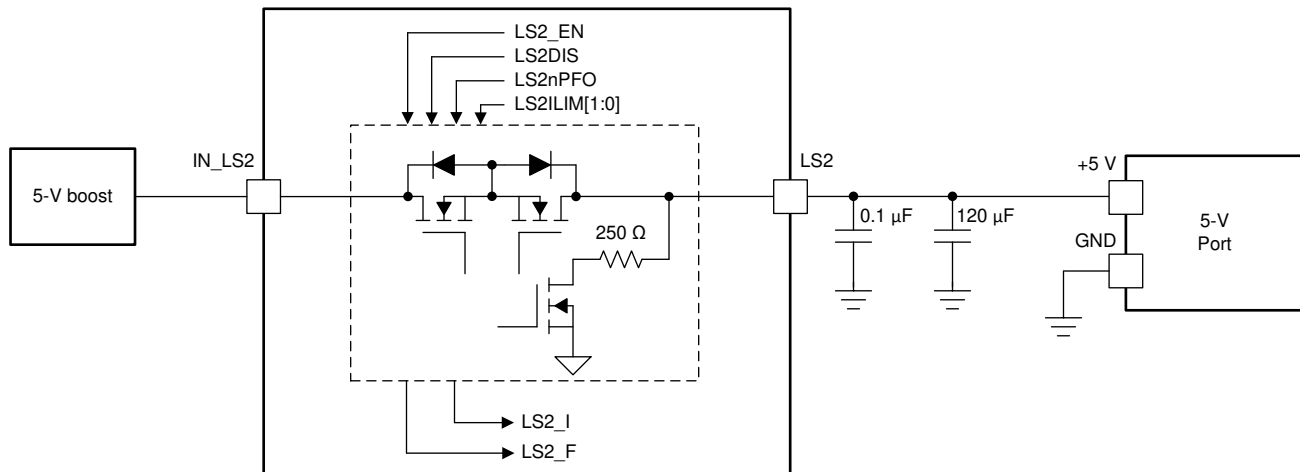 LS2_EN
LS2DIS
LS2nPFO
LS2ILIM[1:0]
IN_LS2
LS2
+5 V
5-V boost
0.1 µF
120 µF
5-V
Port
250 Ω
GND
LS2_I
LS2_F